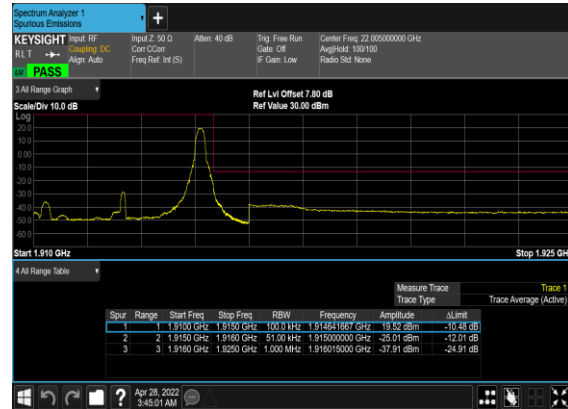 Spectrum Analyzer 1
Spurious Emissions
KEYSIGHT Input: RF Input Z: 50 Ω Atten: 40 dB Trig: Free Run Center Freq: 22.005000000 GHz
RLT Coupling: DC Corr CCorr Gate: Off Avg|Hold: 100/100
Align: Auto Freq Ref: Int (S) IF Gain: Low Radio Std: None
PASS
3 All Range Graph
Ref Lvl Offset 7.80 dB
Scale/Div 10.0 dB Ref Value 30.00 dBm
Log
20.0
10.0
0.00
-10.0
-20.0
-30.0
-40.0
-50.0
-60.0
Start 1.910 GHz Stop 1.925 GH
4 All Range Table
Measure Trace Trace 1
Trace Type Trace Average (Active)
Spur Range Start Freq Stop Freq RBW Frequency Amplitude ΔLimit
1 1 1.9100 GHz 1.9150 GHz 100.0 kHz 1.914641667 GHz 19.52 dBm -10.48 dB
2 2 1.9150 GHz 1.9160 GHz 51.00 kHz 1.915000000 GHz -25.01 dBm -12.01 dB
3 3 1.9160 GHz 1.9250 GHz 1.000 MHz 1.916015000 GHz -37.91 dBm -24.91 dB
? Apr 28, 2022
3:45:01 AM